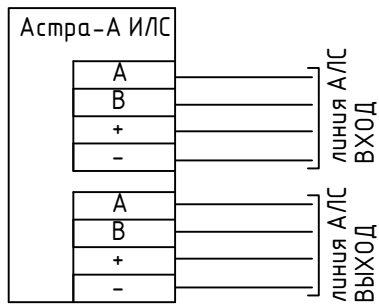 Астра-А ИЛС
А
В
+
-
линия АЛС
ВХОД
А
В
+
-
линия АЛС
ВЫХОД